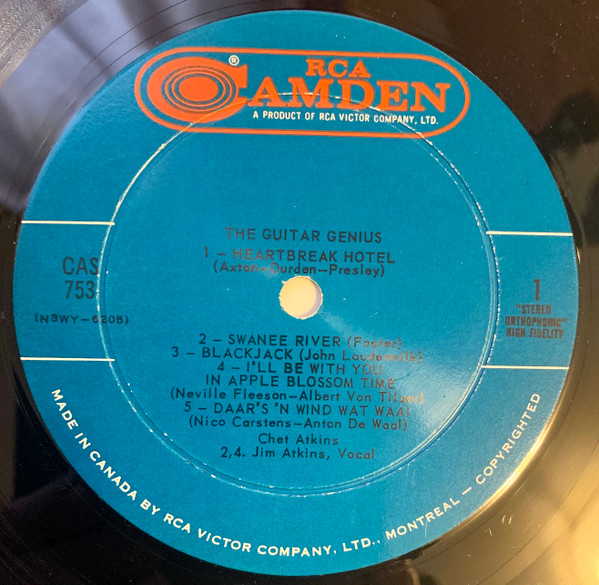 RCA
CAMDEN ®
A PRODUCT OF RCA VICTOR COMPANY, LTD.
THE GUITAR GENIUS
1 – HEARTBREAK HOTEL
(Axton–Durden–Presley)
CAS
753
(N3WY–6205)
1
"STEREO
ORTHOPHONIC"
HIGH FIDELITY
2 – SWANEE RIVER (Foster)
3 – BLACKJACK (John Loudermilk)
4 – I'LL BE WITH YOU
IN APPLE BLOSSOM TIME
(Neville Fleeson–Albert Von Tilzer)
5 – DAAR'S 'N WIND WAT WAAI
(Nico Carstens–Anton De Waal)
Chet Atkins
2,4. Jim Atkins, Vocal
MADE IN CANADA BY RCA VICTOR COMPANY, LTD., MONTREAL – COPYRIGHTED